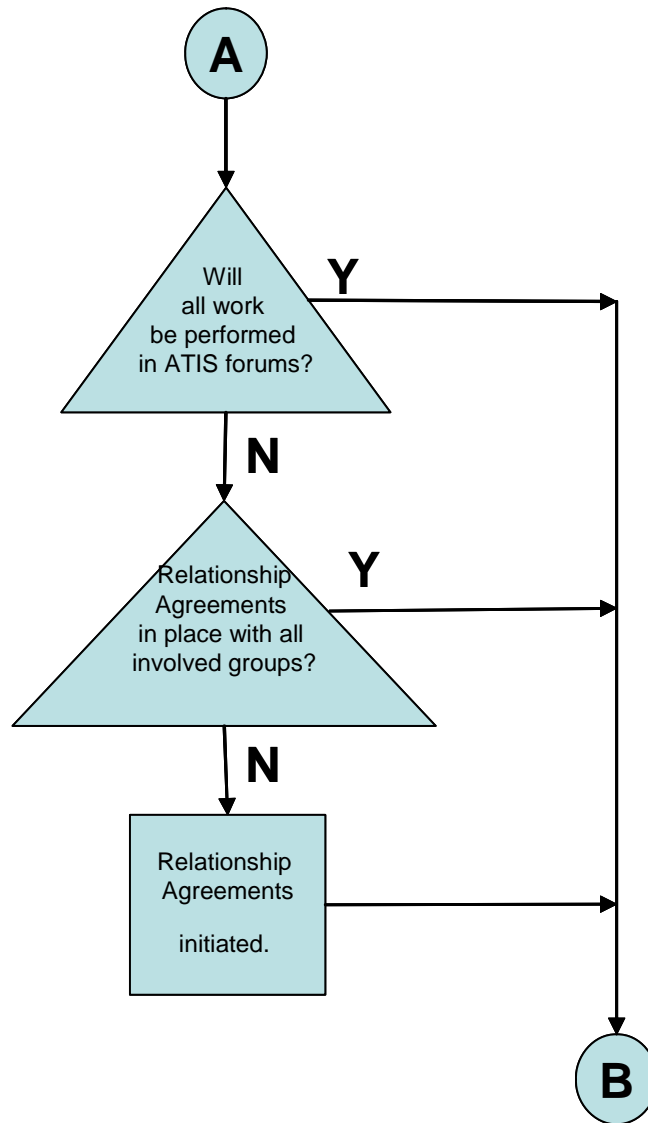 A
Will
all work
be performed
in ATIS forums?
Y
N
Relationship
Agreements
in place with all
involved groups?
Y
N
Relationship
Agreements
initiated.
B